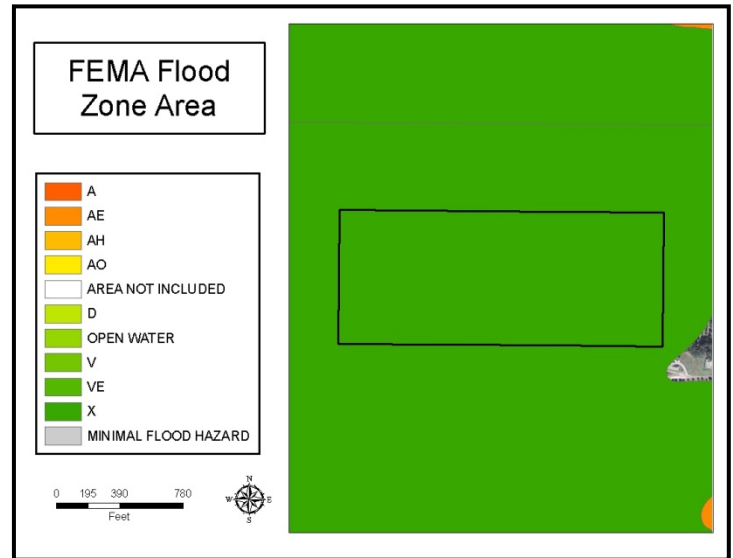 FEMA Flood
Zone Area
A
AE
AH
AO
AREA NOT INCLUDED
D
OPEN WATER
V
VE
X
MINIMAL FLOOD HAZARD
0 195 390 780
Feet
N
W E
S